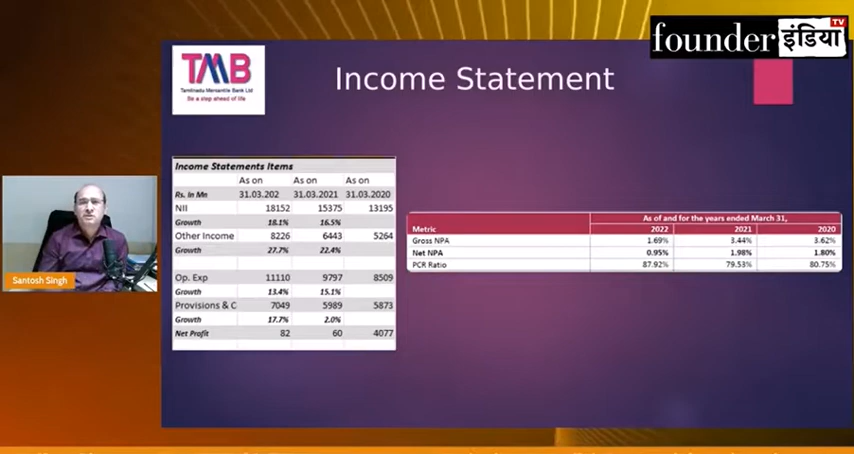 founder इंडिया TV
TMB
Tamilnadu Mercantile Bank Ltd
Be a step ahead of life
Income Statement
Income Statements Items
As on As on As on
Rs. In Mn 31.03.202 31.03.2021 31.03.2020
NII 18152 15375 13195
Growth 18.1% 16.5%
Other Income 8226 6443 5264
Growth 27.7% 22.4%
Op. Exp 11110 9797 8509
Growth 13.4% 15.1%
Provisions & C 7049 5989 5873
Growth 17.7% 2.0%
Net Profit 82 60 4077
As of and for the years ended March 31,
Metric 2022 2021 2020
Gross NPA 1.69% 3.44% 3.62%
Net NPA 0.95% 1.98% 1.80%
PCR Ratio 87.92% 79.53% 80.75%
Santosh Singh